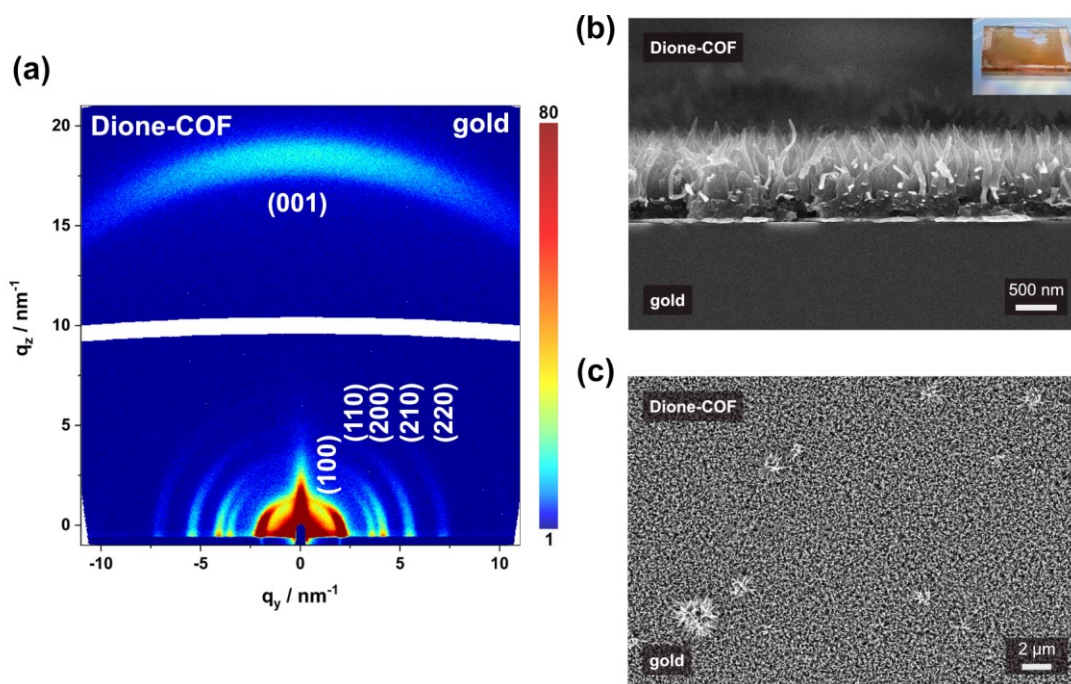 (a)
Dione-COF
gold
(001)
(100)
(110)
(200)
(210)
(220)
20
15
10
5
0
-10
-5
0
5
10
q_z / nm⁻¹
q_y / nm⁻¹
80
1
(b)
Dione-COF
gold
500 nm
(c)
Dione-COF
gold
2 μm